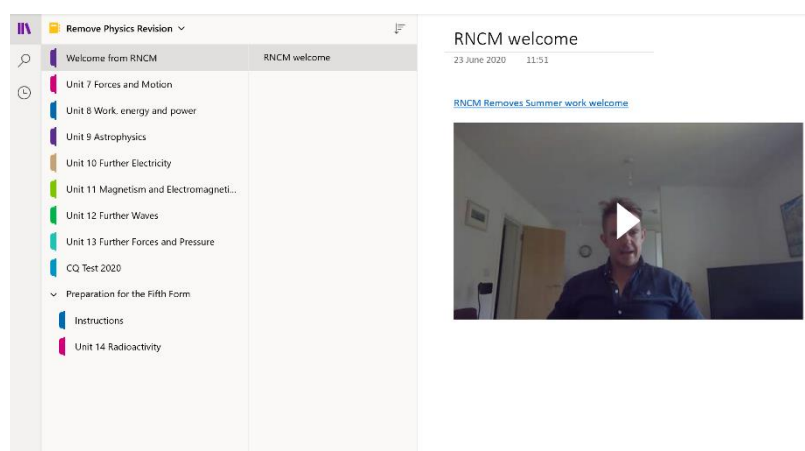 Remove Physics Revision
Welcome from RNCM
Unit 7 Forces and Motion
Unit 8 Work, energy and power
Unit 9 Astrophysics
Unit 10 Further Electricity
Unit 11 Magnetism and Electromagneti...
Unit 12 Further Waves
Unit 13 Further Forces and Pressure
CQ Test 2020
Preparation for the Fifth Form
Instructions
Unit 14 Radioactivity
RNCM welcome
RNCM welcome
23 June 2020 11:51
RNCM Removes Summer work welcome